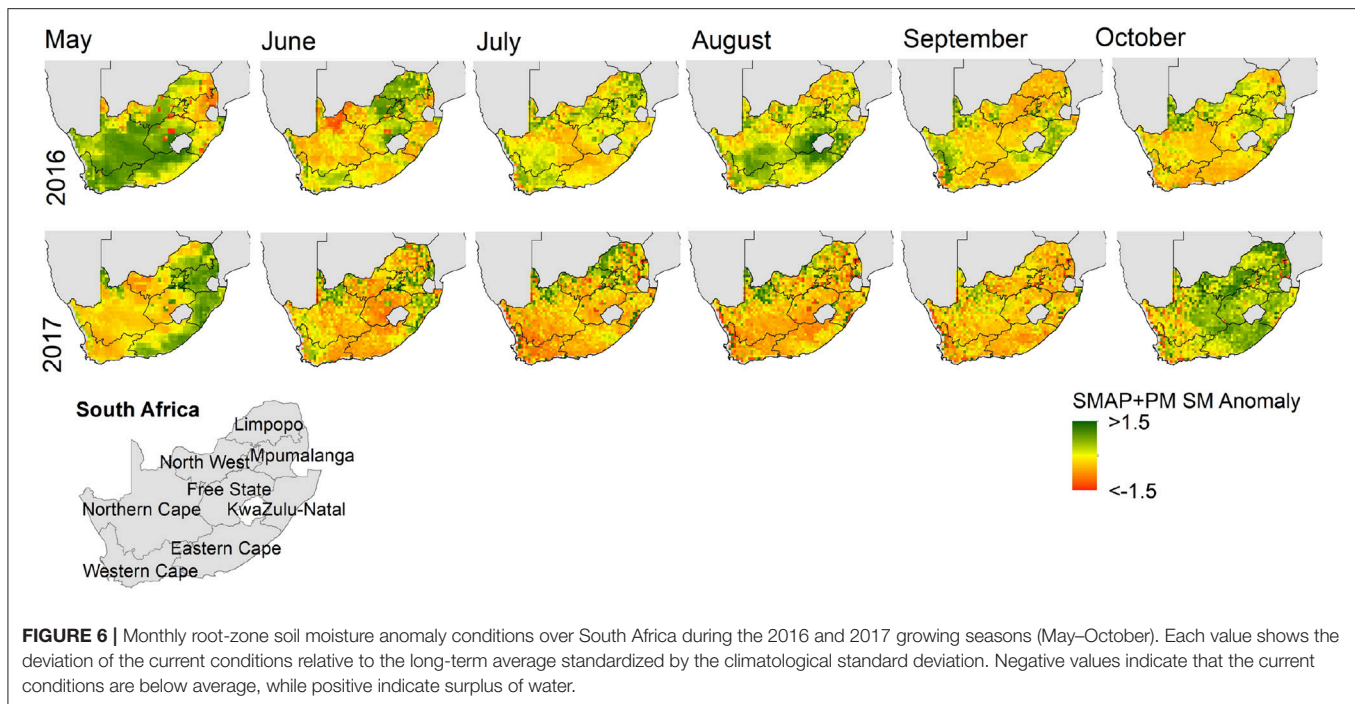 May June July August September October
2016
2017
South Africa
Limpopo
North West Mpumalanga
Free State
Northern Cape KwaZulu-Natal
Eastern Cape
Western Cape
SMAP+PM SM Anomaly
>1.5
<-1.5
FIGURE 6 | Monthly root-zone soil moisture anomaly conditions over South Africa during the 2016 and 2017 growing seasons (May–October). Each value shows the
deviation of the current conditions relative to the long-term average standardized by the climatological standard deviation. Negative values indicate that the current
conditions are below average, while positive indicate surplus of water.